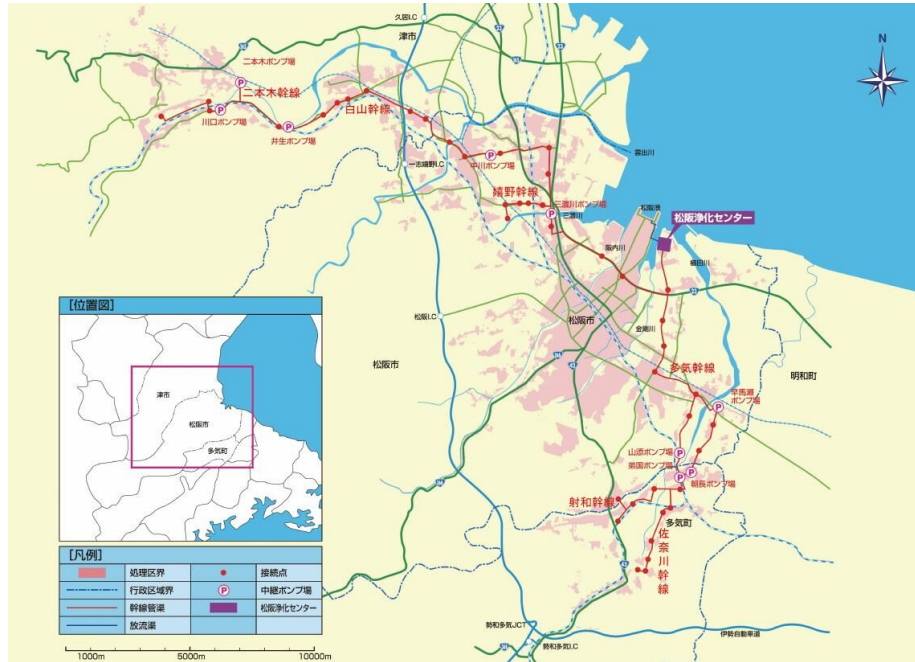 久居I.C
津市
N
二本木ポンプ場
二本木幹線
白山幹線
川口ポンプ場
井生ポンプ場
雲出川
中川ポンプ場
一志嬉野I.C
嬉野幹線
三渡川ポンプ場
三渡川
松阪港
松阪浄化センター
阪内川
櫛田川
23
松阪I.C
松阪市
金剛川
松阪市
42
多気幹線
明和町
早馬瀬
ポンプ場
山添ポンプ場
弟国ポンプ場
朝長ポンプ場
射和幹線
多気町
佐奈川幹線
42
勢和多気JCT
勢和多気I.C
伊勢自動車道
[位置図]
津市
松阪市
多気町
[凡例]
処理区界
接続点
行政区域界
P
中継ポンプ場
幹線管渠
松阪浄化センター
放流渠
1000m
5000m
10000m